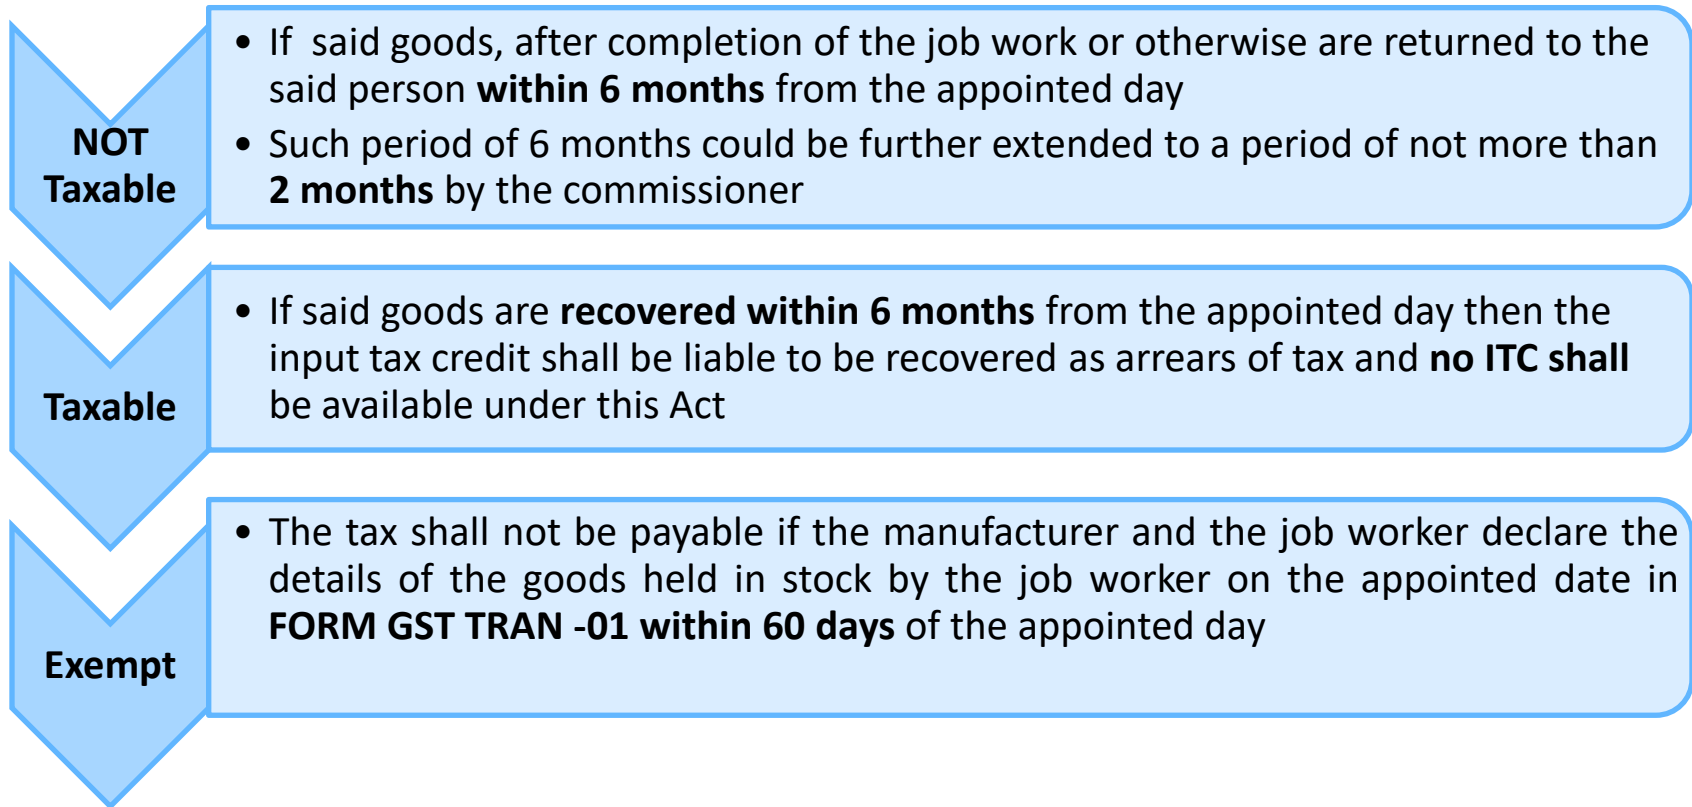 NOT
Taxable
• If said goods, after completion of the job work or otherwise are returned to the
said person within 6 months from the appointed day
• Such period of 6 months could be further extended to a period of not more than
2 months by the commissioner
Taxable
• If said goods are recovered within 6 months from the appointed day then the
input tax credit shall be liable to be recovered as arrears of tax and no ITC shall
be available under this Act
Exempt
• The tax shall not be payable if the manufacturer and the job worker declare the
details of the goods held in stock by the job worker on the appointed date in
FORM GST TRAN -01 within 60 days of the appointed day